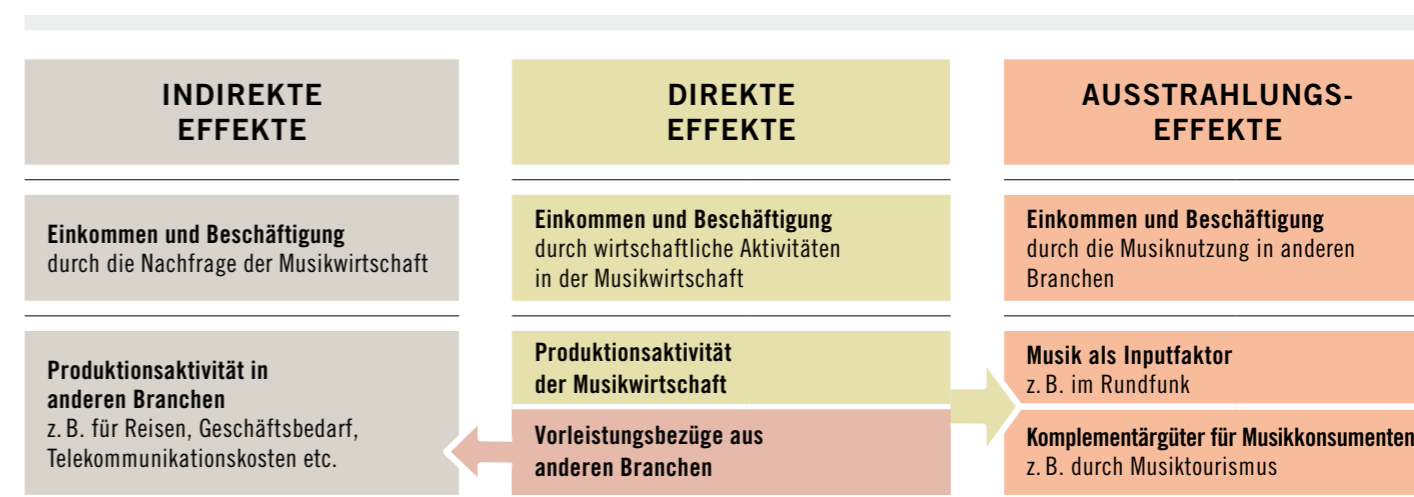 INDIREKTE
EFFEKTE
Einkommen und Beschäftigung
durch die Nachfrage der Musikwirtschaft
Produktionsaktivität in
anderen Branchen
z. B. für Reisen, Geschäftsbedarf,
Telekommunikationskosten etc.
DIREKTE
EFFEKTE
Einkommen und Beschäftigung
durch wirtschaftliche Aktivitäten
in der Musikwirtschaft
Produktionsaktivität
der Musikwirtschaft
Vorleistungsbezüge aus
anderen Branchen
AUSSTRAHLUNGS-
EFFEKTE
Einkommen und Beschäftigung
durch die Musiknutzung in anderen
Branchen
Musik als Inputfaktor
z. B. im Rundfunk
Komplementärgüter für Musikkonsumenten
z. B. durch Musiktourismus